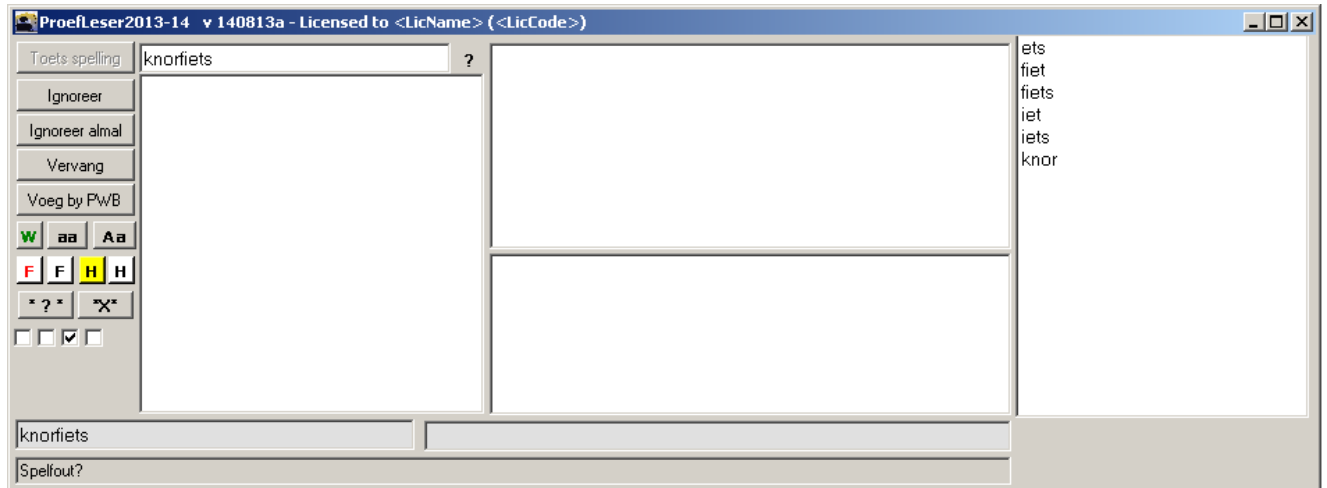 ProefLeser2013-14 v 140813a - Licensed to <LicName> (<LicCode>)
Toets spelling
knorfiets
?
Ignoreer
Ignoreer almal
Vervang
Voeg by PWB
W aa Aa
F F H H
*?* *X*
ets
fiet
fiets
iet
iets
knor
knorfiets
Spelfout?